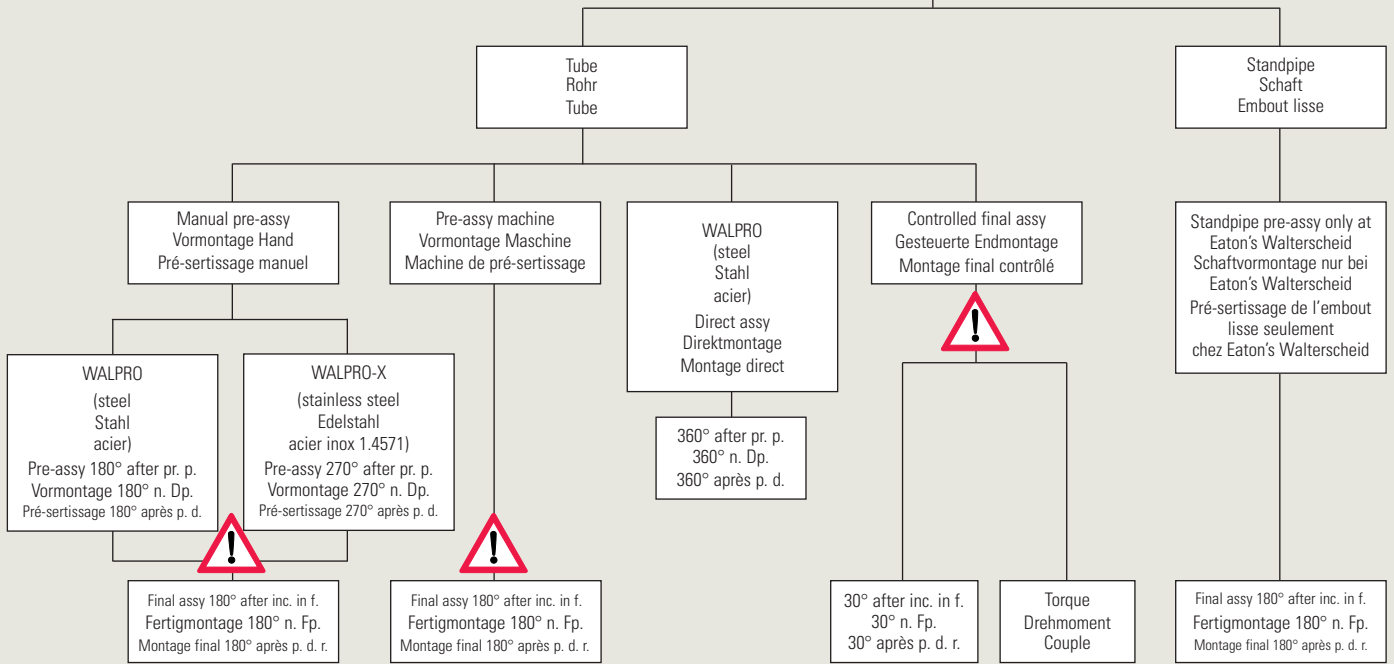 Tube
Rohr
Tube
Standpipe
Schaft
Embout lisse
Manual pre-assy
Vormontage Hand
Pré-sertissage manuel
Pre-assy machine
Vormontage Maschine
Machine de pré-sertissage
WALPRO
(steel
Stahl
acier)
Direct assy
Direktmontage
Montage direct
Controlled final assy
Gesteuerte Endmontage
Montage final contrôlé
Standpipe pre-assy only at
Eaton's Walterscheid
Schaftvormontage nur bei
Eaton's Walterscheid
Pré-sertissage de l'embout
lisse seulement
chez Eaton's Walterscheid
WALPRO
(steel
Stahl
acier)
Pre-assy 180° after pr. p.
Vormontage 180° n. Dp.
Pré-sertissage 180° après p. d.
WALPRO-X
(stainless steel
Edelstahl
acier inox 1.4571)
Pre-assy 270° after pr. p.
Vormontage 270° n. Dp.
Pré-sertissage 270° après p. d.
360° after pr. p.
360° n. Dp.
360° après p. d.
Final assy 180° after inc. in f.
Fertigmontage 180° n. Fp.
Montage final 180° après p. d. r.
Final assy 180° after inc. in f.
Fertigmontage 180° n. Fp.
Montage final 180° après p. d. r.
30° after inc. in f.
30° n. Fp.
30° après p. d. r.
Torque
Drehmoment
Couple
Final assy 180° after inc. in f.
Fertigmontage 180° n. Fp.
Montage final 180° après p. d. r.